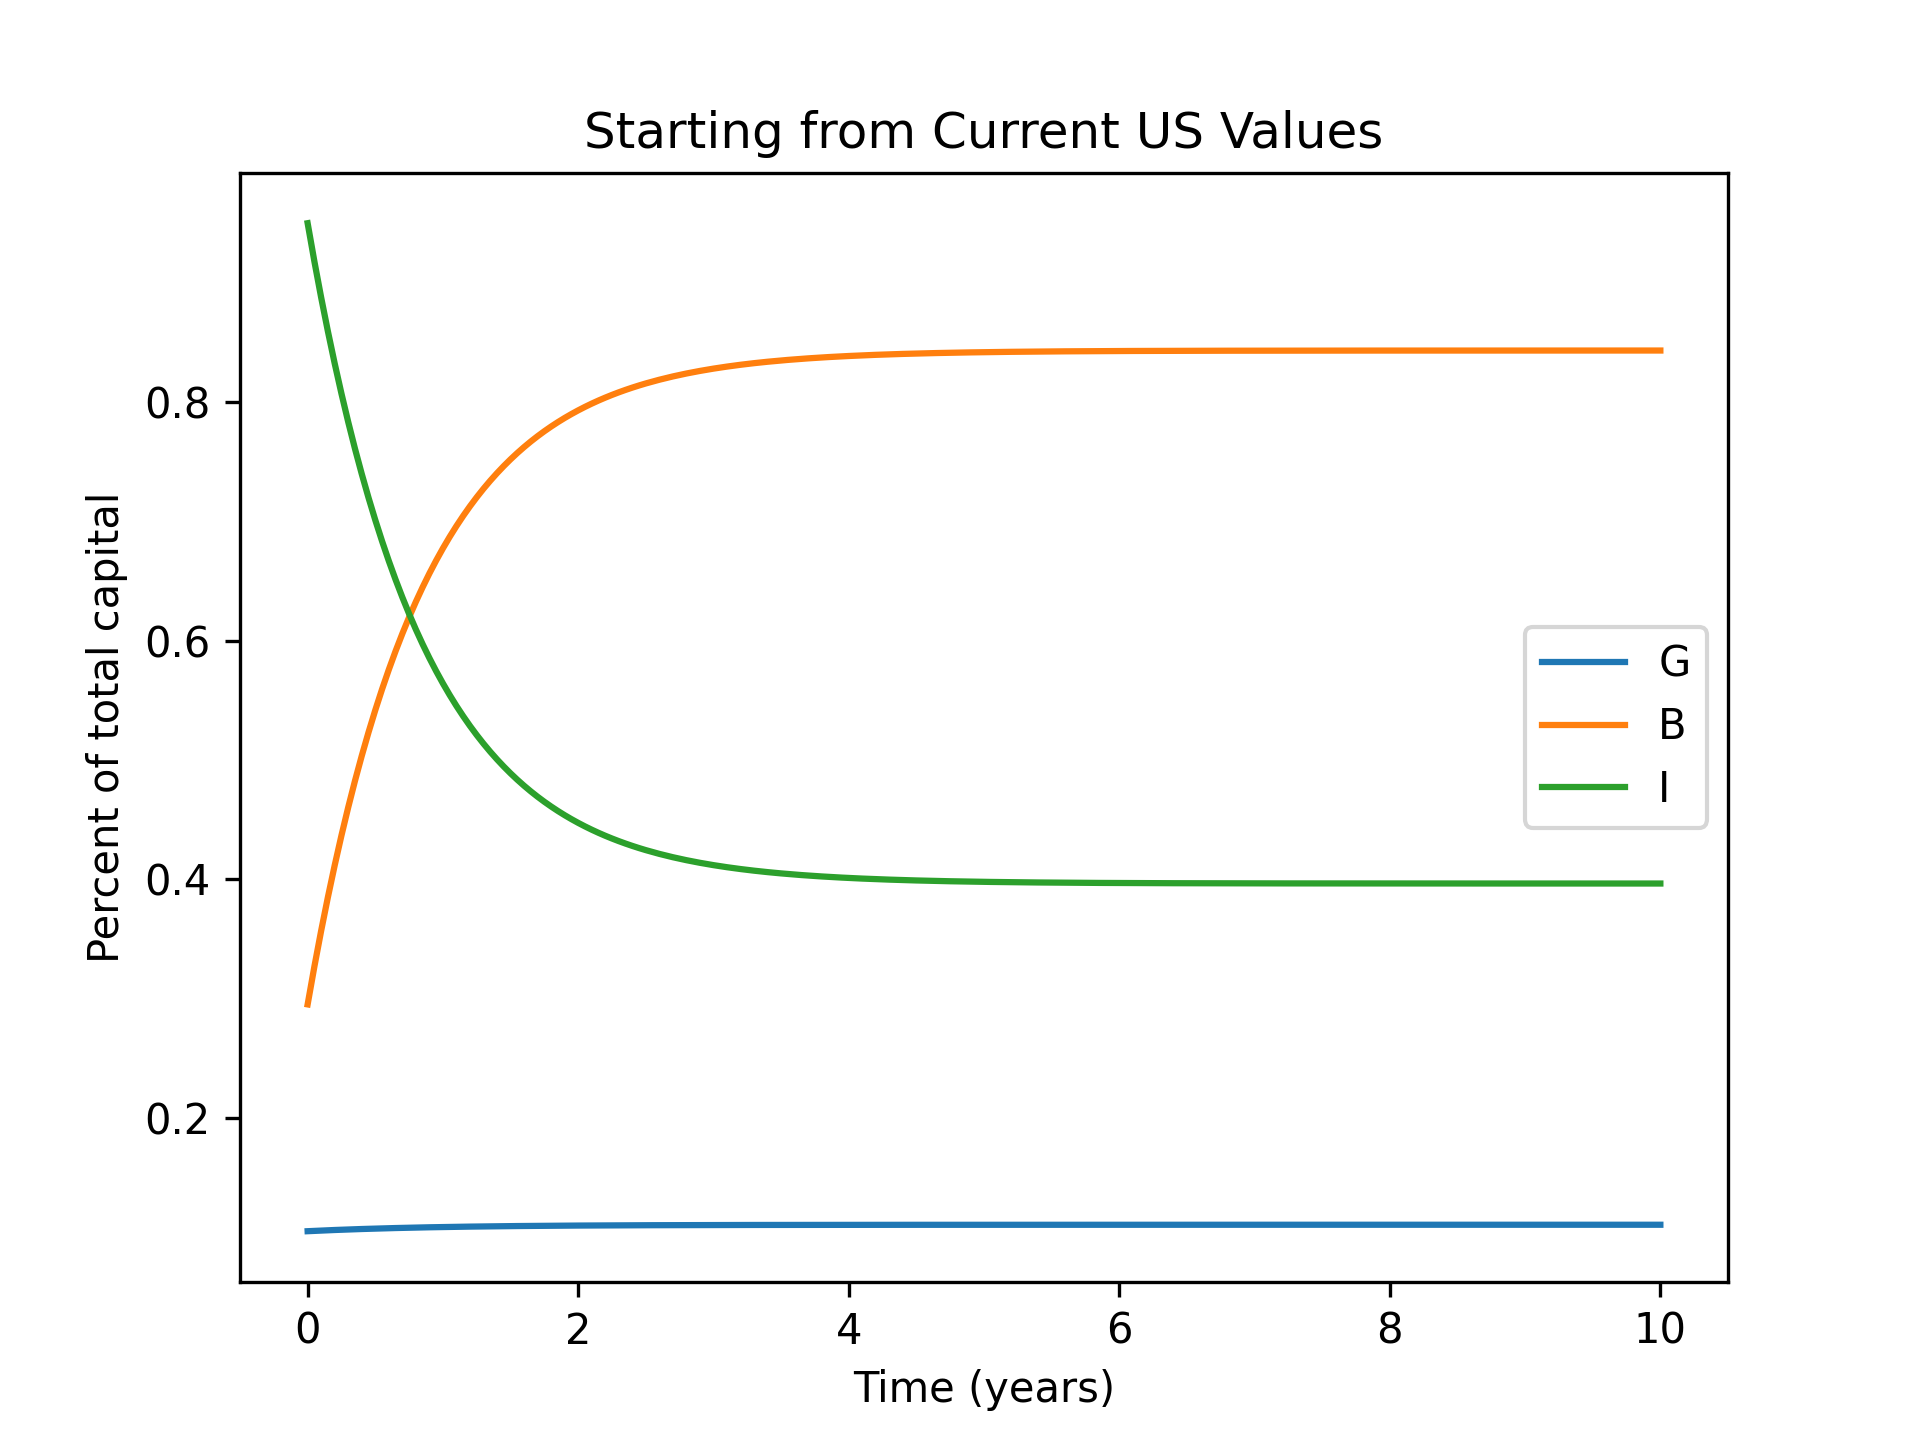 Starting from Current US Values
Percent of total capital
0.8
0.6
0.4
0.2
G
B
I
0 2 4 6 8 10
Time (years)